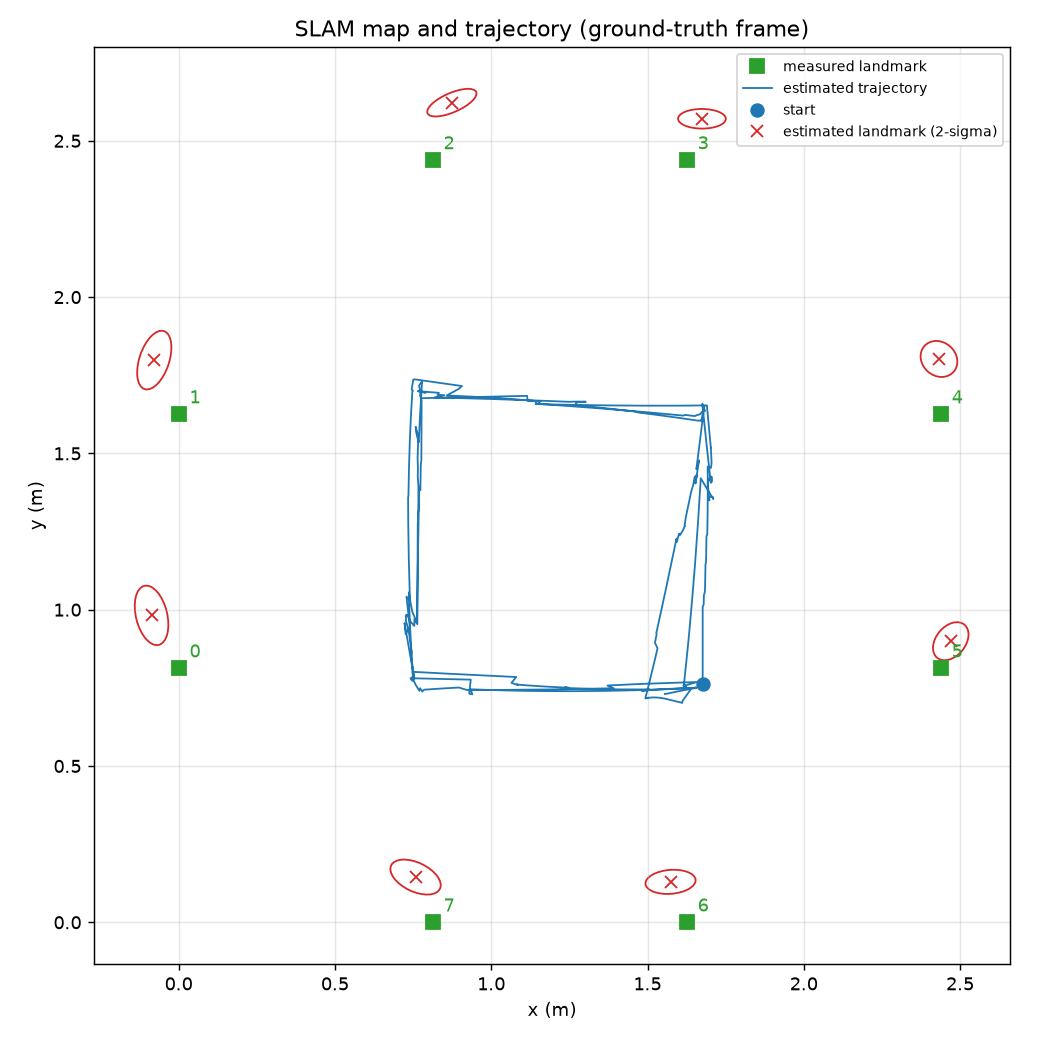 SLAM map and trajectory (ground-truth frame)
measured landmark
estimated trajectory
start
estimated landmark (2-sigma)
2
3
2.5
2.0
1
4
1.5
y (m)
1.0
0
5
0.5
7
6
0.0
0.0 0.5 1.0 1.5 2.0 2.5
x (m)